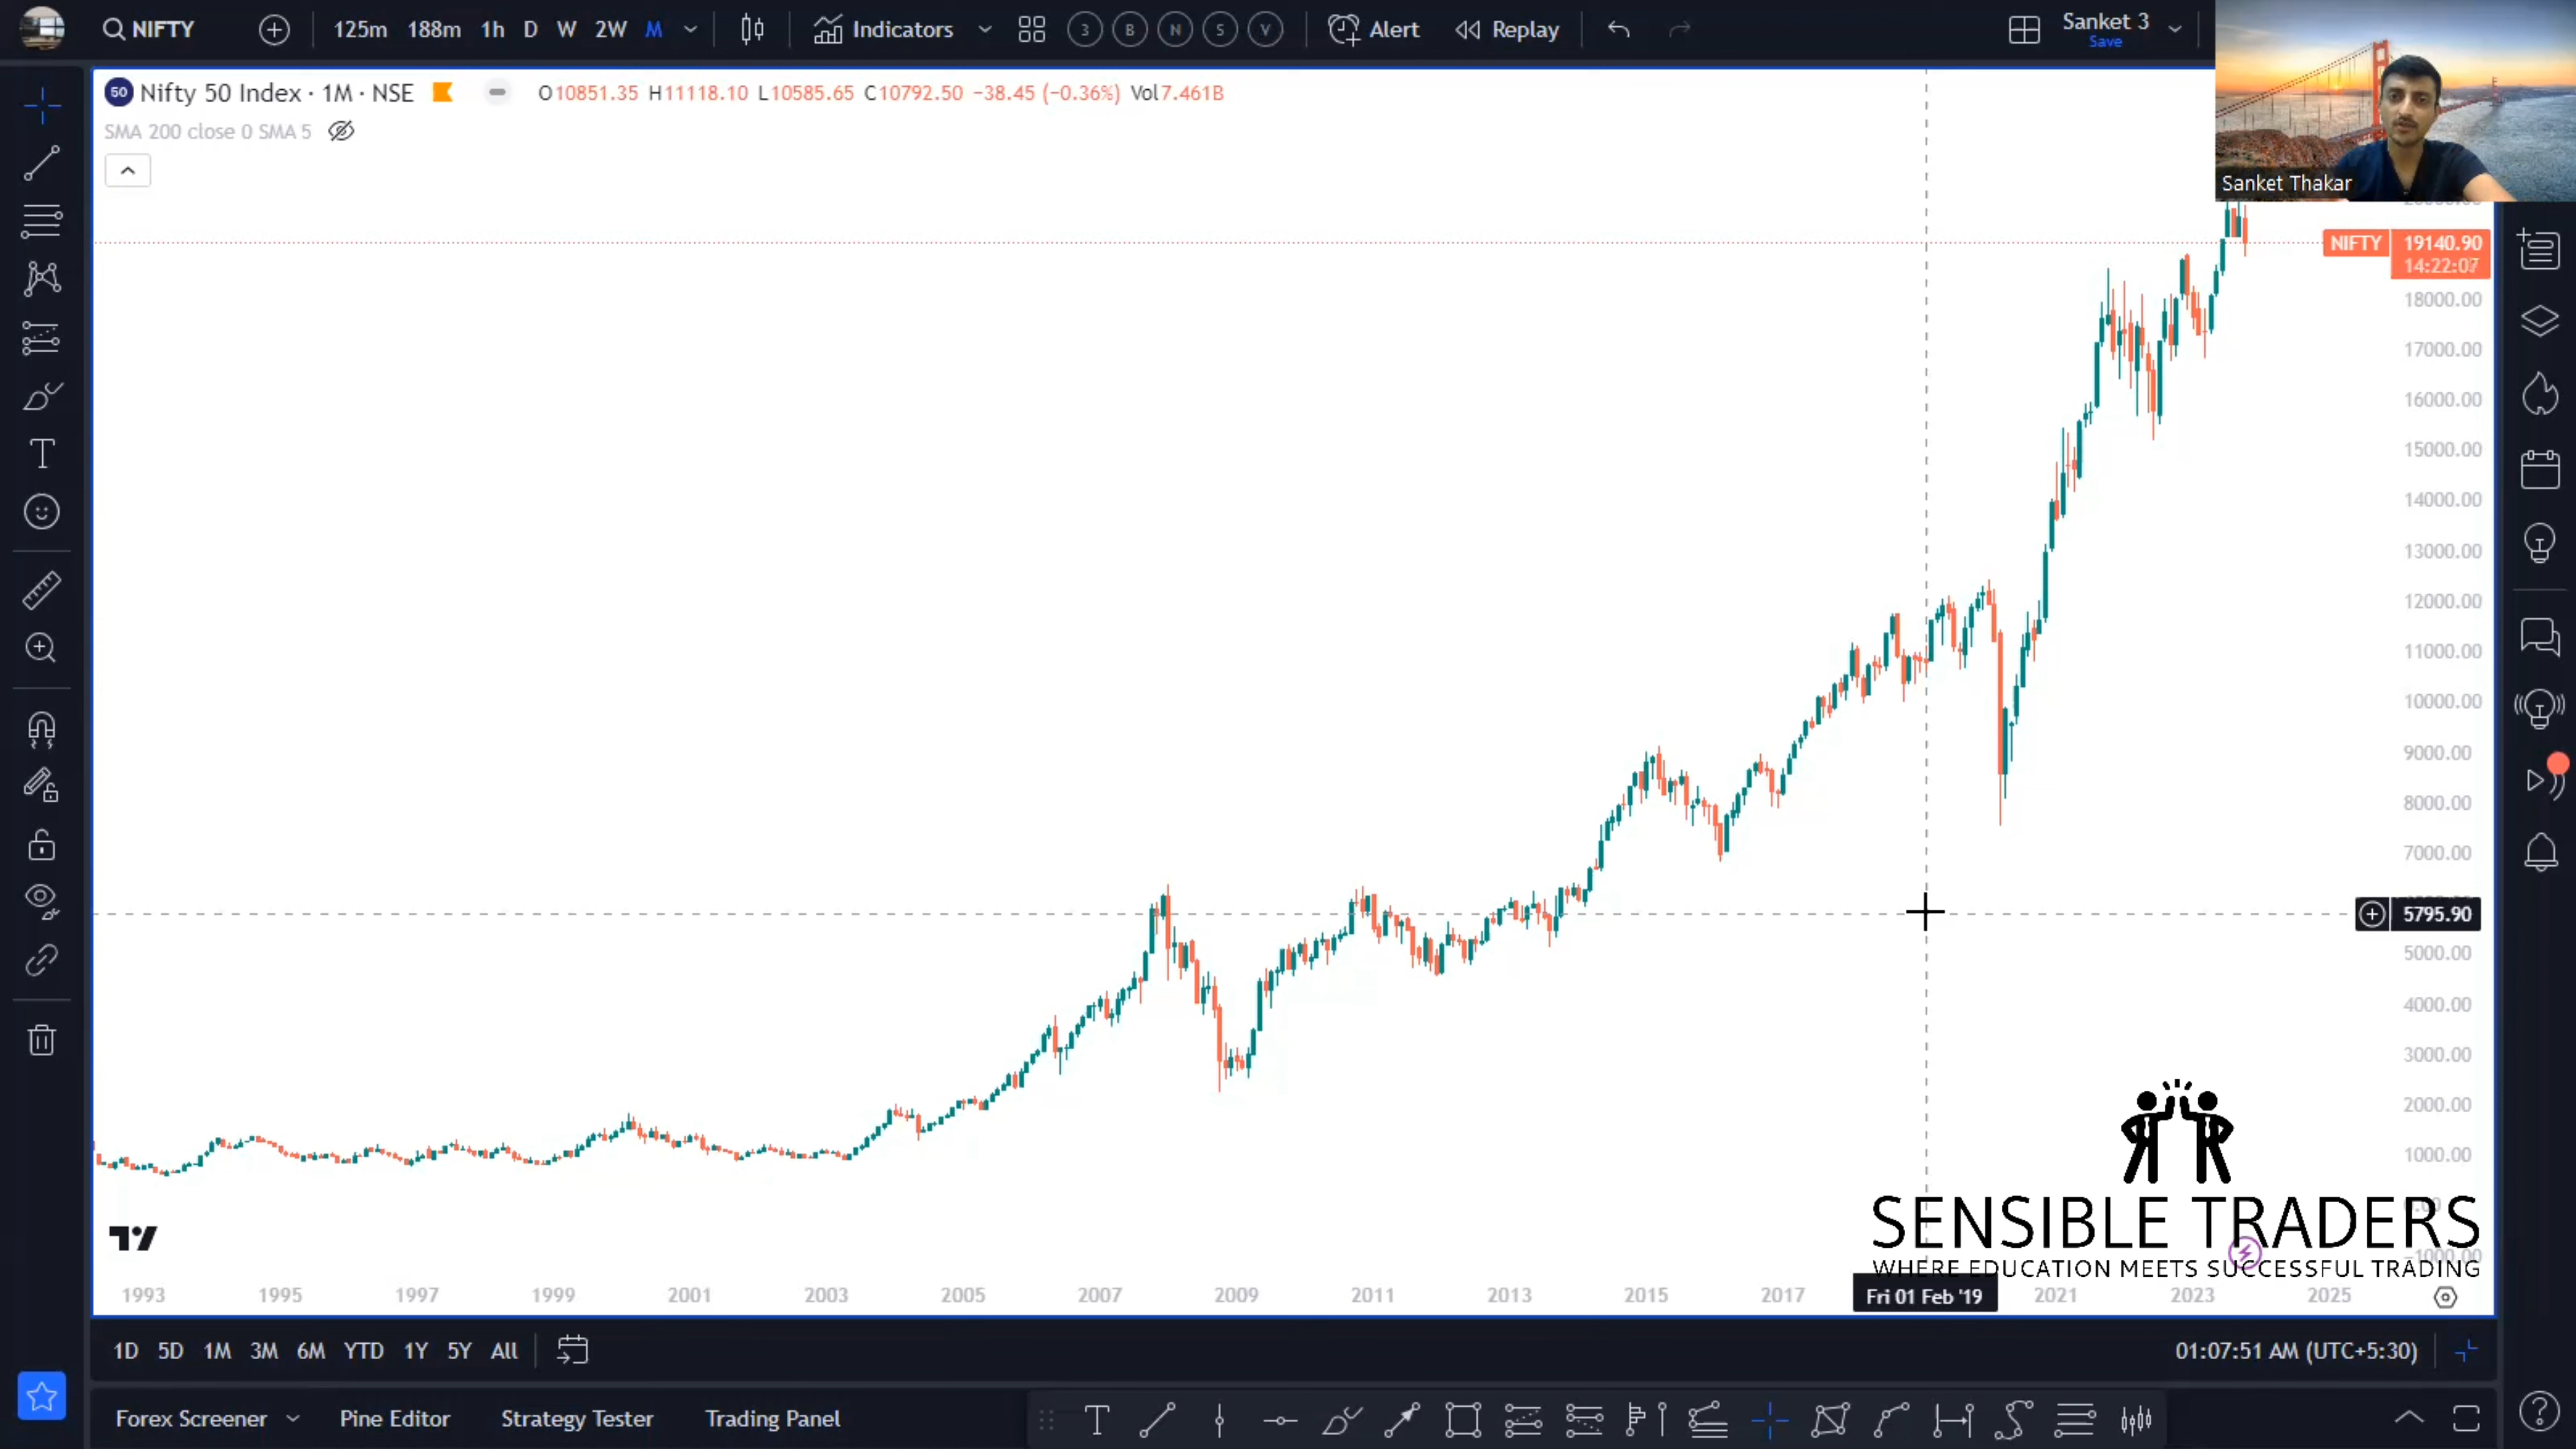 NIFTY
125m 188m 1h D W 2W M
Indicators
3 B N S V
Alert
Replay
Sanket 3
Save
50 Nifty 50 Index · 1M · NSE O10851.35 H11118.10 L10585.65 C10792.50 −38.45 (−0.36%) Vol7.461B
SMA 200 close 0 SMA 5
Sanket Thakar
NIFTY 19140.90
14:22:07
18000.00
17000.00
16000.00
15000.00
14000.00
13000.00
12000.00
11000.00
10000.00
9000.00
8000.00
7000.00
5795.90
5000.00
4000.00
3000.00
2000.00
1000.00
SENSIBLE TRADERS
WHERE EDUCATION MEETS SUCCESSFUL TRADING
1993 1995 1997 1999 2001 2003 2005 2007 2009 2011 2013 2015 2017 Fri 01 Feb '19 2021 2023 2025
1D 5D 1M 3M 6M YTD 1Y 5Y All
01:07:51 AM (UTC+5:30)
Forex Screener Pine Editor Strategy Tester Trading Panel